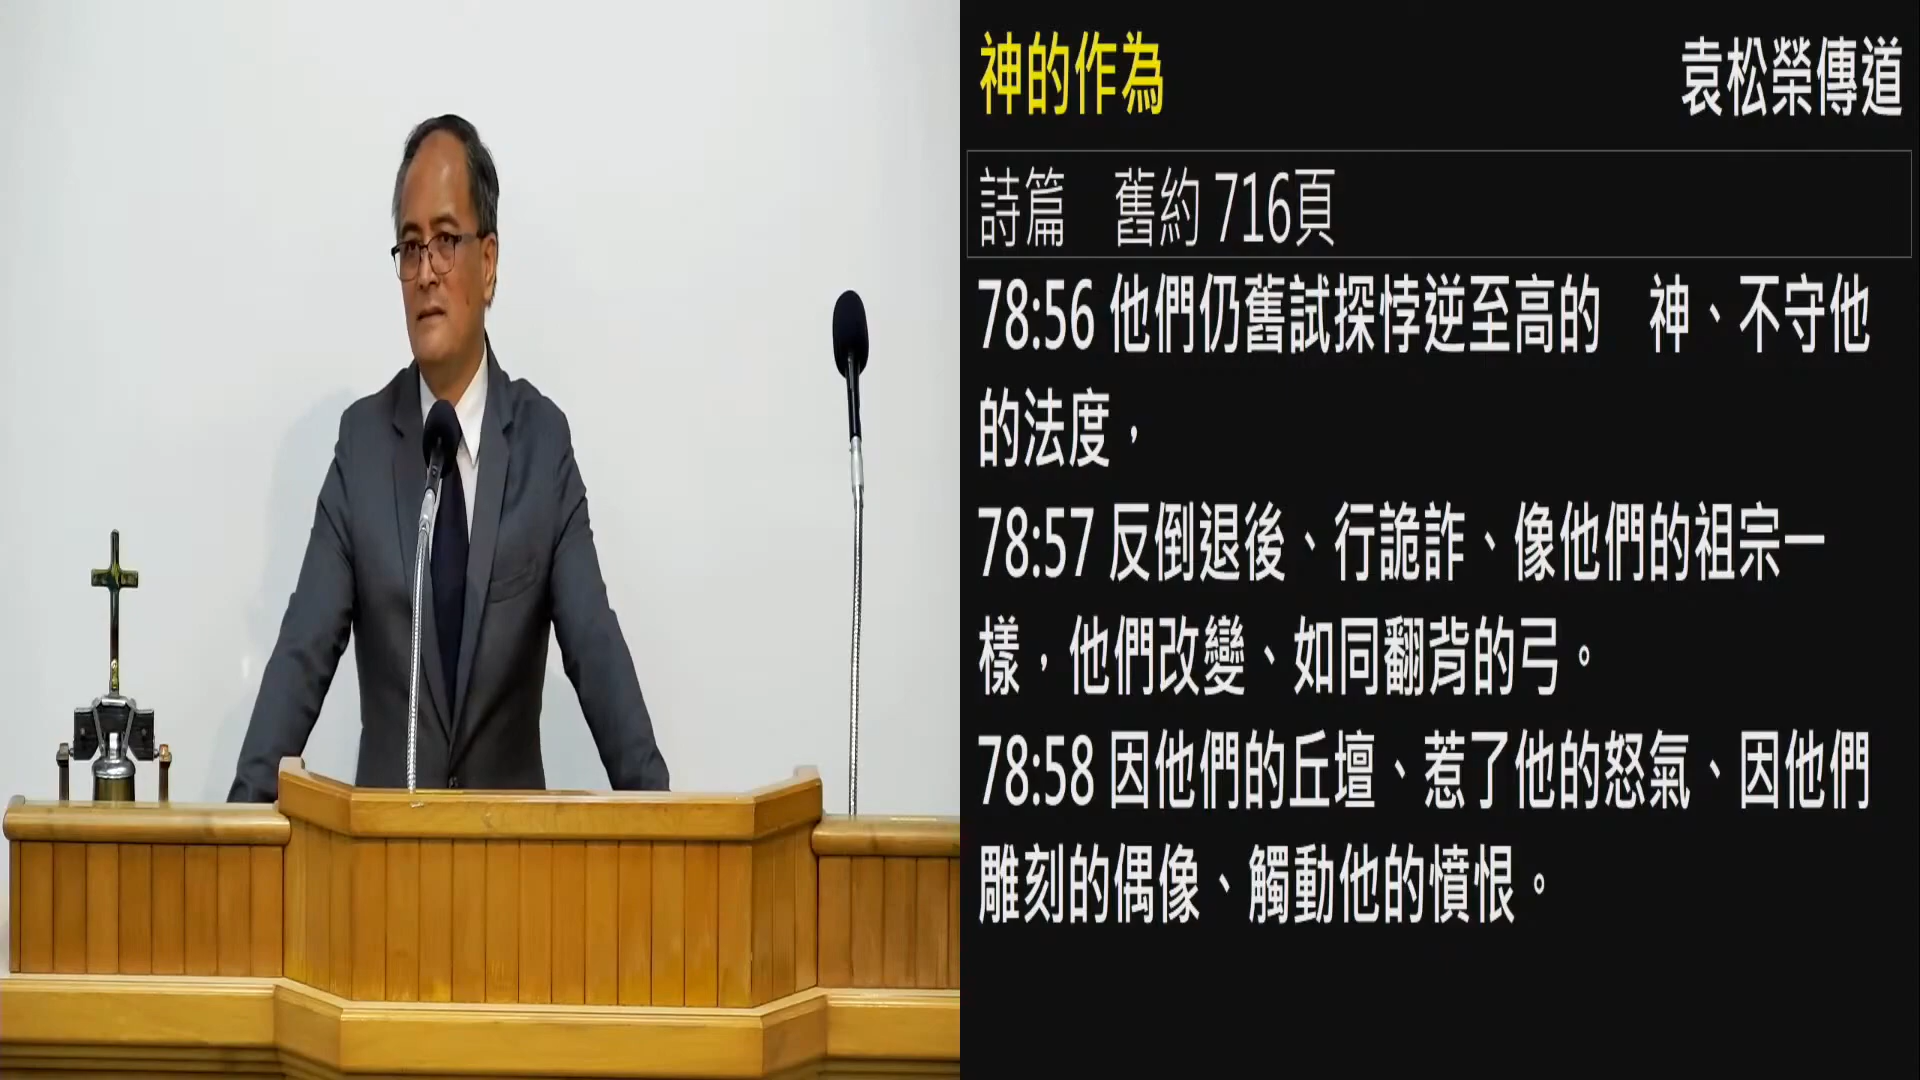 神的作為
袁松榮傳道
詩篇　舊約 716頁
78:56 他們仍舊試探悖逆至高的　神、不守他
的法度，
78:57 反倒退後、行詭詐、像他們的祖宗一
樣，他們改變、如同翻背的弓。
78:58 因他們的丘壇、惹了他的怒氣、因他們
雕刻的偶像、觸動他的憤恨。